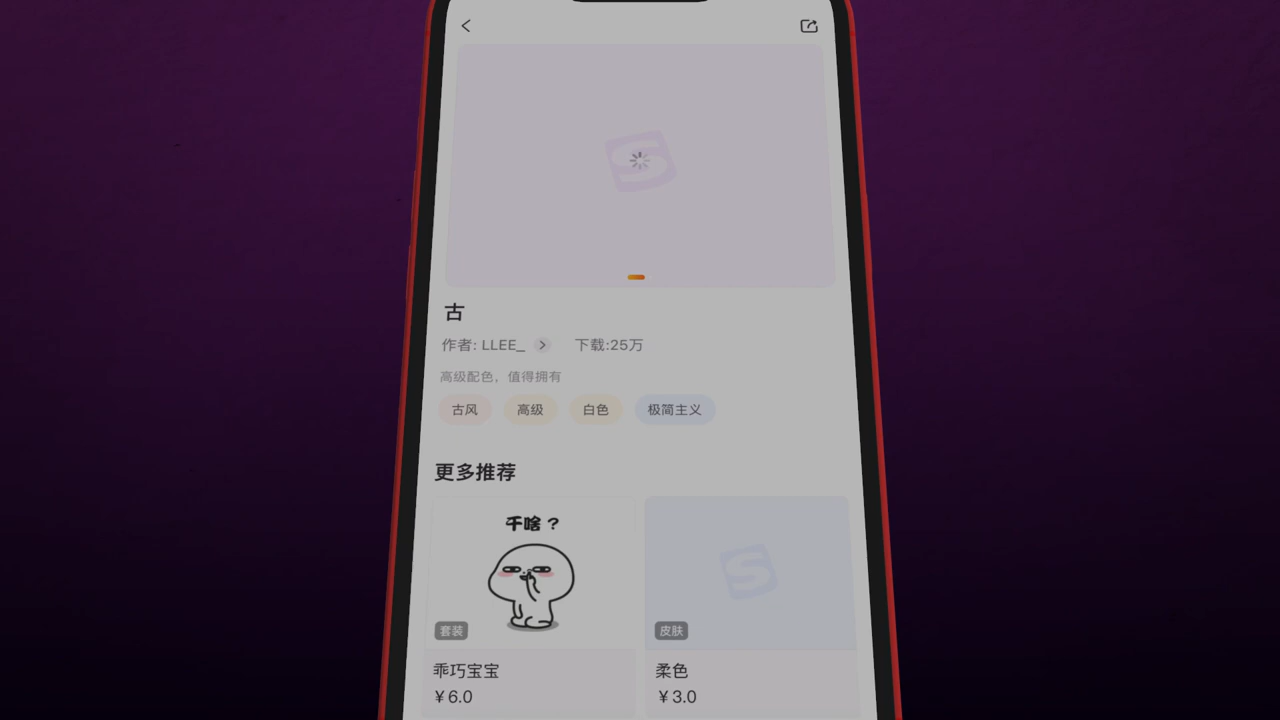 古
作者: LLEE_ 下载:25万
高级配色，值得拥有
古风 高级 白色 极简主义
更多推荐
干啥？
套装 皮肤
乖巧宝宝 柔色
¥6.0 ¥3.0